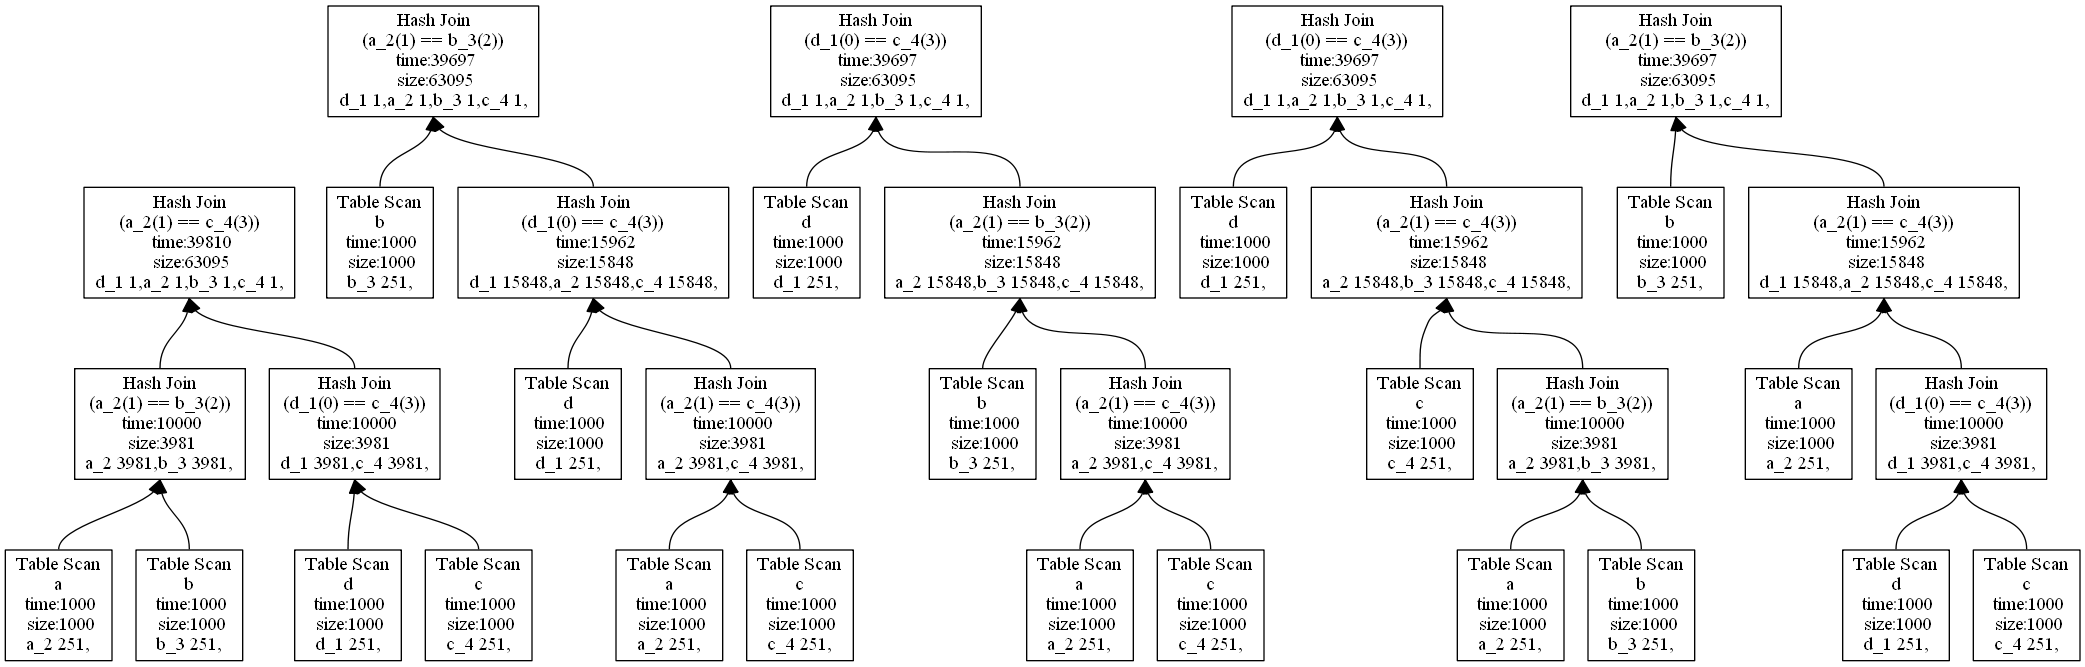 Hash Join
(a_2(1) == b_3(2))
time:39697
size:63095
d_1 1,a_2 1,b_3 1,c_4 1,
Hash Join
(d_1(0) == c_4(3))
time:39697
size:63095
d_1 1,a_2 1,b_3 1,c_4 1,
Hash Join
(d_1(0) == c_4(3))
time:39697
size:63095
d_1 1,a_2 1,b_3 1,c_4 1,
Hash Join
(a_2(1) == b_3(2))
time:39697
size:63095
d_1 1,a_2 1,b_3 1,c_4 1,
Hash Join
(a_2(1) == c_4(3))
time:39810
size:63095
d_1 1,a_2 1,b_3 1,c_4 1,
Table Scan
b
time:1000
size:1000
b_3 251,
Hash Join
(d_1(0) == c_4(3))
time:15962
size:15848
d_1 15848,a_2 15848,c_4 15848,
Table Scan
d
time:1000
size:1000
d_1 251,
Hash Join
(a_2(1) == b_3(2))
time:15962
size:15848
a_2 15848,b_3 15848,c_4 15848,
Table Scan
d
time:1000
size:1000
d_1 251,
Hash Join
(a_2(1) == c_4(3))
time:15962
size:15848
a_2 15848,b_3 15848,c_4 15848,
Table Scan
b
time:1000
size:1000
b_3 251,
Hash Join
(a_2(1) == c_4(3))
time:15962
size:15848
d_1 15848,a_2 15848,c_4 15848,
Hash Join
(a_2(1) == b_3(2))
time:10000
size:3981
a_2 3981,b_3 3981,
Hash Join
(d_1(0) == c_4(3))
time:10000
size:3981
d_1 3981,c_4 3981,
Table Scan
d
time:1000
size:1000
d_1 251,
Hash Join
(a_2(1) == c_4(3))
time:10000
size:3981
a_2 3981,c_4 3981,
Table Scan
b
time:1000
size:1000
b_3 251,
Hash Join
(a_2(1) == c_4(3))
time:10000
size:3981
a_2 3981,c_4 3981,
Table Scan
c
time:1000
size:1000
c_4 251,
Hash Join
(a_2(1) == b_3(2))
time:10000
size:3981
a_2 3981,b_3 3981,
Table Scan
a
time:1000
size:1000
a_2 251,
Hash Join
(d_1(0) == c_4(3))
time:10000
size:3981
d_1 3981,c_4 3981,
Table Scan
a
time:1000
size:1000
a_2 251,
Table Scan
b
time:1000
size:1000
b_3 251,
Table Scan
d
time:1000
size:1000
d_1 251,
Table Scan
c
time:1000
size:1000
c_4 251,
Table Scan
a
time:1000
size:1000
a_2 251,
Table Scan
c
time:1000
size:1000
c_4 251,
Table Scan
a
time:1000
size:1000
a_2 251,
Table Scan
c
time:1000
size:1000
c_4 251,
Table Scan
a
time:1000
size:1000
a_2 251,
Table Scan
b
time:1000
size:1000
b_3 251,
Table Scan
d
time:1000
size:1000
d_1 251,
Table Scan
c
time:1000
size:1000
c_4 251,